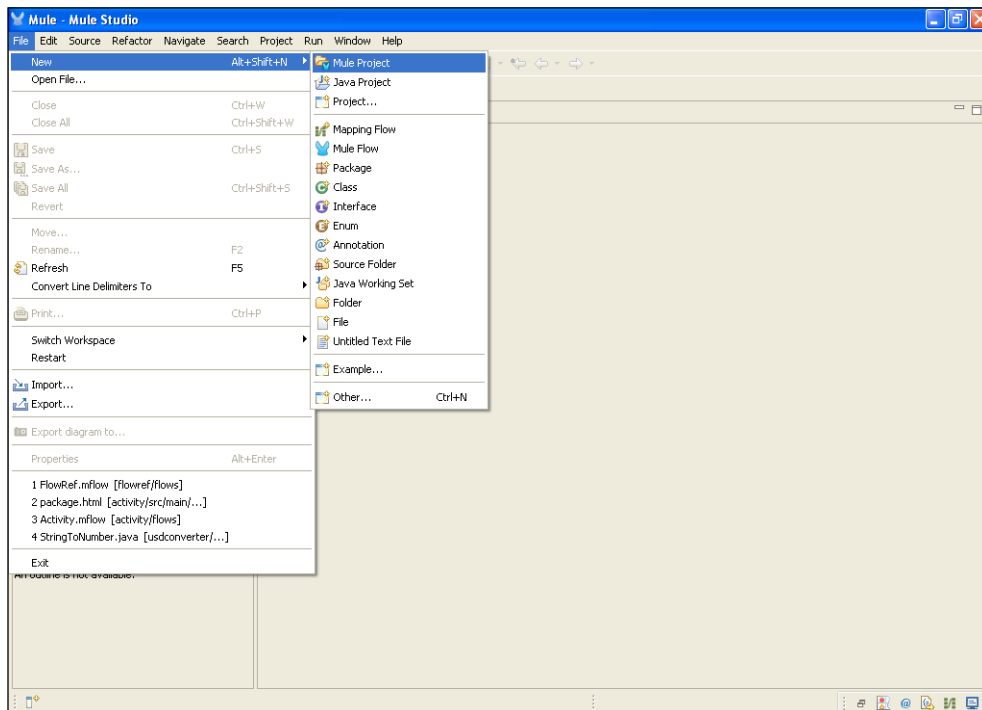 Mule - Mule Studio
File Edit Source Refactor Navigate Search Project Run Window Help
New Alt+Shift+N
Open File...
Close Ctrl+W
Close All Ctrl+Shift+W
Save Ctrl+S
Save As...
Save All Ctrl+Shift+S
Revert
Move...
Rename... F2
Refresh F5
Convert Line Delimiters To
Print... Ctrl+P
Switch Workspace
Restart
Import...
Export...
Export diagram to...
Properties Alt+Enter
1 FlowRef.mflow [flowref/flows]
2 package.html [activity/src/main/...]
3 Activity.mflow [activity/flows]
4 StringToNumber.java [usdconverter/...]
Exit
Mule Project
Java Project
Project...
Mapping Flow
Mule Flow
Package
Class
Interface
Enum
Annotation
Source Folder
Java Working Set
Folder
File
Untitled Text File
Example...
Other... Ctrl+N
An outline is not available.